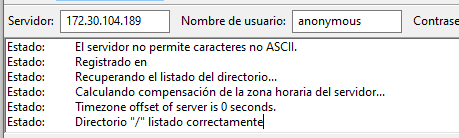 Servidor: 172.30.104.189 Nombre de usuario: anonymous Contrase
Estado: El servidor no permite caracteres no ASCII.
Estado: Registrado en
Estado: Recuperando el listado del directorio...
Estado: Calculando compensación de la zona horaria del servidor...
Estado: Timezone offset of server is 0 seconds.
Estado: Directorio "/" listado correctamente